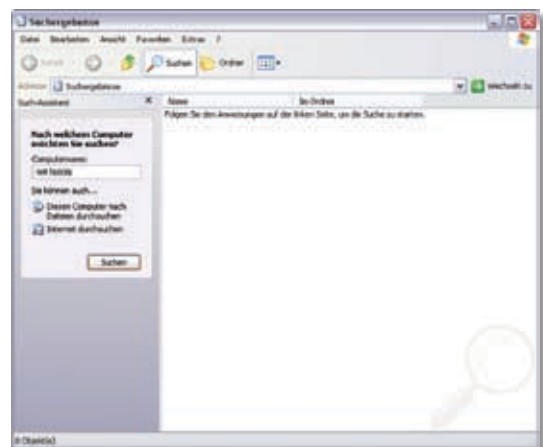 Suchergebnisse
Datei Bearbeiten Ansicht Favoriten Extras ?
Suchen Ordner
Adresse Suchergebnisse Wechseln zu
Such-Assistent Name Im Ordner
Folgen Sie den Anweisungen auf der linken Seite, um die Suche zu starten.
Nach welchem Computer
möchten Sie suchen?
Computername:
Sie können auch...
Diesen Computer nach
Dateien durchsuchen
Internet durchsuchen
Suchen
0 Objekt(e)